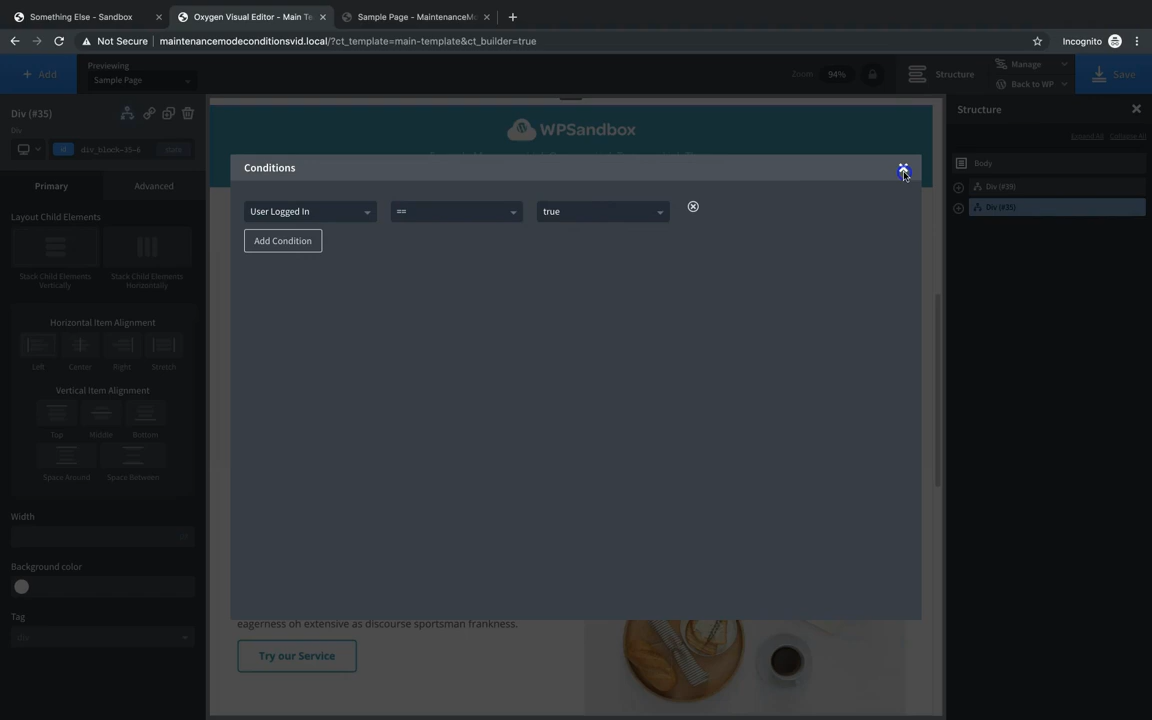 Something Else - Sandbox
Oxygen Visual Editor - Main Te
Sample Page - MaintenanceMo
Not Secure
maintenancemodeconditionsvid.local/?ct_template=main-template&ct_builder=true
Incognito
+ Add
Previewing
Sample Page
Zoom
94%
Structure
Manage
Back to WP
Save
Div (#35)
Div
id
div_block-35-6
state
Primary
Advanced
Layout Child Elements
Stack Child Elements
Vertically
Stack Child Elements
Horizontally
Horizontal Item Alignment
Left
Center
Right
Stretch
Vertical Item Alignment
Top
Middle
Bottom
Space Around
Space Between
Width
Background color
Tag
div
WPSandbox
Conditions
User Logged In
==
true
Add Condition
eagerness oh extensive as discourse sportsman frankness.
Try our Service
Structure
Expand All
Collapse All
Body
Div (#39)
Div (#35)